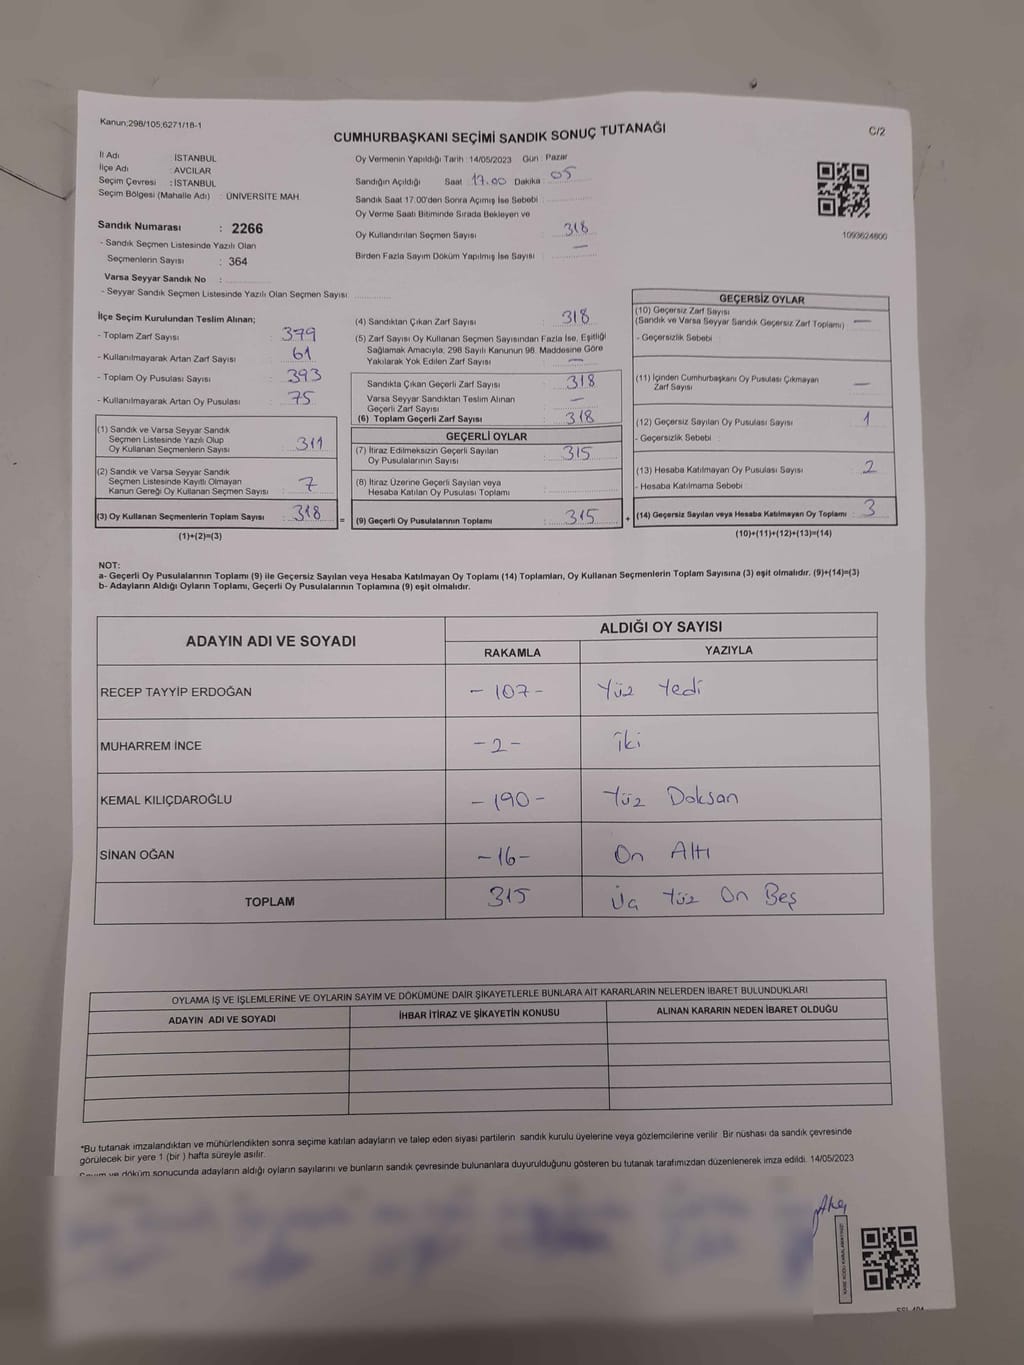 Kanun;298/105;6271/18-1
CUMHURBAŞKANI SEÇİMİ SANDIK SONUÇ TUTANAĞI
C/2
İl Adı : İSTANBUL
İlçe Adı : AVCILAR
Seçim Çevresi : İSTANBUL
Seçim Bölgesi (Mahalle Adı) : ÜNİVERSİTE MAH.
Sandık Numarası : 2266
- Sandık Seçmen Listesinde Yazılı Olan
Seçmenlerin Sayısı : 364
Varsa Seyyar Sandık No :
- Seyyar Sandık Seçmen Listesinde Yazılı Olan Seçmen Sayısı
Oy Vermenin Yapıldığı Tarih : 14/05/2023 Gün : Pazar
Sandığın Açıldığı Saat : 17.00 Dakika : 05
Sandık Saat 17.00'den Sonra Açımış İse Sebebi :
Oy Verme Saati Bitiminde Sırada Bekleyen ve
Oy Kullandırılan Seçmen Sayısı : 318
Birden Fazla Sayım Döküm Yapılmış İse Sayısı : —
1093624600
İlçe Seçim Kurulundan Teslim Alınan;
- Toplam Zarf Sayısı : 379
- Kullanılmayarak Artan Zarf Sayısı : 61
- Toplam Oy Pusulası Sayısı : 393
- Kullanılmayarak Artan Oy Pusulası : 75
(1) Sandık ve Varsa Seyyar Sandık
Seçmen Listesinde Yazılı Olup
Oy Kullanan Seçmenlerin Sayısı : 311
(2) Sandık ve Varsa Seyyar Sandık
Seçmen Listesinde Kayıtlı Olmayan
Kanun Gereği Oy Kullanan Seçmen Sayısı : 7
(3) Oy Kullanan Seçmenlerin Toplam Sayısı : 318
(1)+(2)=(3)
(4) Sandıktan Çıkan Zarf Sayısı : 318
(5) Zarf Sayısı Oy Kullanan Seçmen Sayısından Fazla İse, Eşitliği
Sağlamak Amacıyla; 298 Sayılı Kanunun 98. Maddesine Göre
Yakılarak Yok Edilen Zarf Sayısı : —
Sandıkta Çıkan Geçerli Zarf Sayısı : 318
Varsa Seyyar Sandıktan Teslim Alınan
Geçerli Zarf Sayısı : —
(6) Toplam Geçerli Zarf Sayısı : 318
GEÇERLİ OYLAR
(7) İtiraz Edilmeksizin Geçerli Sayılan
Oy Pusulalarının Sayısı : 315
(8) İtiraz Üzerine Geçerli Sayılan veya
Hesaba Katılan Oy Pusulası Toplamı :
= (9) Geçerli Oy Pusulalarının Toplamı : 315 +
GEÇERSİZ OYLAR
(10) Geçersiz Zarf Sayısı
(Sandık ve Varsa Seyyar Sandık Geçersiz Zarf Toplamı) —
- Geçersizlik Sebebi :
(11) İçinden Cumhurbaşkanı Oy Pusulası Çıkmayan
Zarf Sayısı : —
(12) Geçersiz Sayılan Oy Pusulası Sayısı : 1
- Geçersizlik Sebebi :
(13) Hesaba Katılmayan Oy Pusulası Sayısı : 2
- Hesaba Katılmama Sebebi :
(14) Geçersiz Sayılan veya Hesaba Katılmayan Oy Toplamı : 3
(10)+(11)+(12)+(13)=(14)
NOT:
a- Geçerli Oy Pusulalarının Toplamı (9) ile Geçersiz Sayılan veya Hesaba Katılmayan Oy Toplamı (14) Toplamları, Oy Kullanan Seçmenlerin Toplam Sayısına (3) eşit olmalıdır. (9)+(14)=(3)
b- Adayların Aldığı Oyların Toplamı, Geçerli Oy Pusulalarının Toplamına (9) eşit olmalıdır.
ADAYIN ADI VE SOYADI
ALDIĞI OY SAYISI
RAKAMLA YAZIYLA
RECEP TAYYİP ERDOĞAN - 107 - Yüz Yedi
MUHARREM İNCE - 2 - İki
KEMAL KILIÇDAROĞLU - 190 - Yüz Doksan
SİNAN OĞAN - 16 - On Altı
TOPLAM 315 Üç Yüz On Beş
OYLAMA İŞ VE İŞLEMLERİNE VE OYLARIN SAYIM VE DÖKÜMÜNE DAİR ŞİKAYETLERLE BUNLARA AİT KARARLARIN NELERDEN İBARET BULUNDUKLARI
ADAYIN ADI VE SOYADI İHBAR İTİRAZ VE ŞİKAYETİN KONUSU ALINAN KARARIN NEDEN İBARET OLDUĞU
*Bu tutanak imzalandıktan ve mühürlendikten sonra seçime katılan adayların ve talep eden siyasi partilerin sandık kurulu üyelerine veya gözlemcilerine verilir. Bir nüshası da sandık çevresinde
görülecek bir yere 1 (bir ) hafta süreyle asılır.
Sayım ve döküm sonucunda adayların aldığı oyların sayılarını ve bunların sandık çevresinde bulunanlara duyurulduğunu gösteren bu tutanak tarafımızdan düzenlenerek imza edildi. 14/05/2023